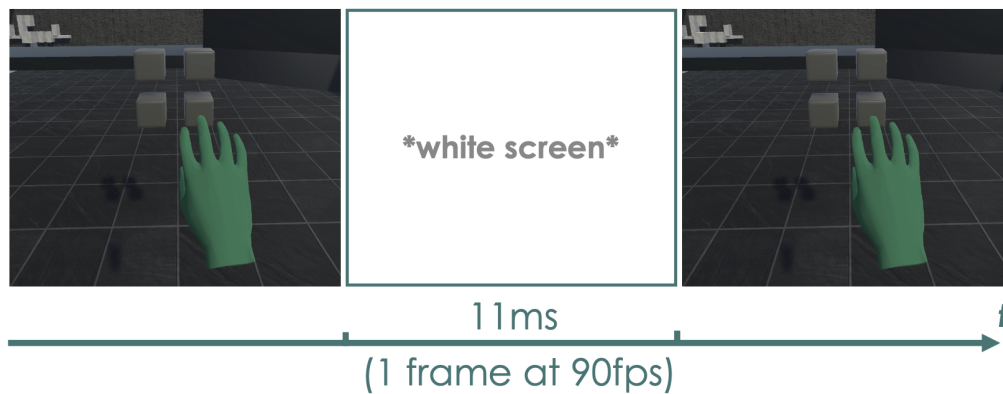 *white screen*
11ms
t
(1 frame at 90fps)